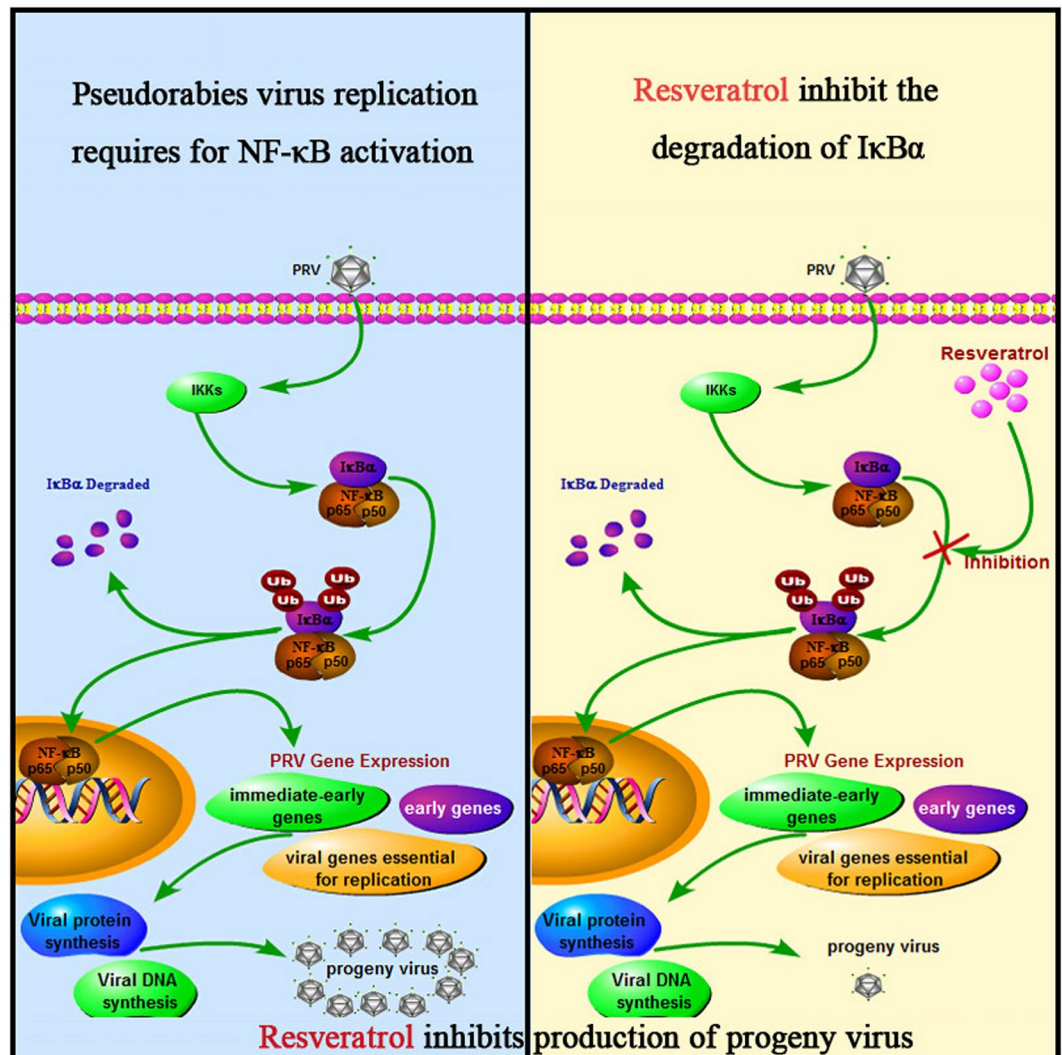 Pseudorabies virus replication
requires for NF-κB activation
PRV
IKKs
IκBα
NF-κB
p65 p50
IκBα Degraded
Ub Ub
Ub Ub
IκBα
NF-κB
p65 p50
NF-κB
p65 p50
PRV Gene Expression
immediate-early
genes
early genes
viral genes essential
for replication
Viral protein
synthesis
Viral DNA
synthesis
progeny virus
Resveratrol inhibit the
degradation of IκBα
PRV
Resveratrol
IKKs
IκBα
NF-κB
p65 p50
IκBα Degraded
Inhibition
Ub Ub
Ub Ub
IκBα
NF-κB
p65 p50
NF-κB
p65 p50
PRV Gene Expression
immediate-early
genes
early genes
viral genes essential
for replication
Viral protein
synthesis
Viral DNA
synthesis
progeny virus
Resveratrol inhibits production of progeny virus